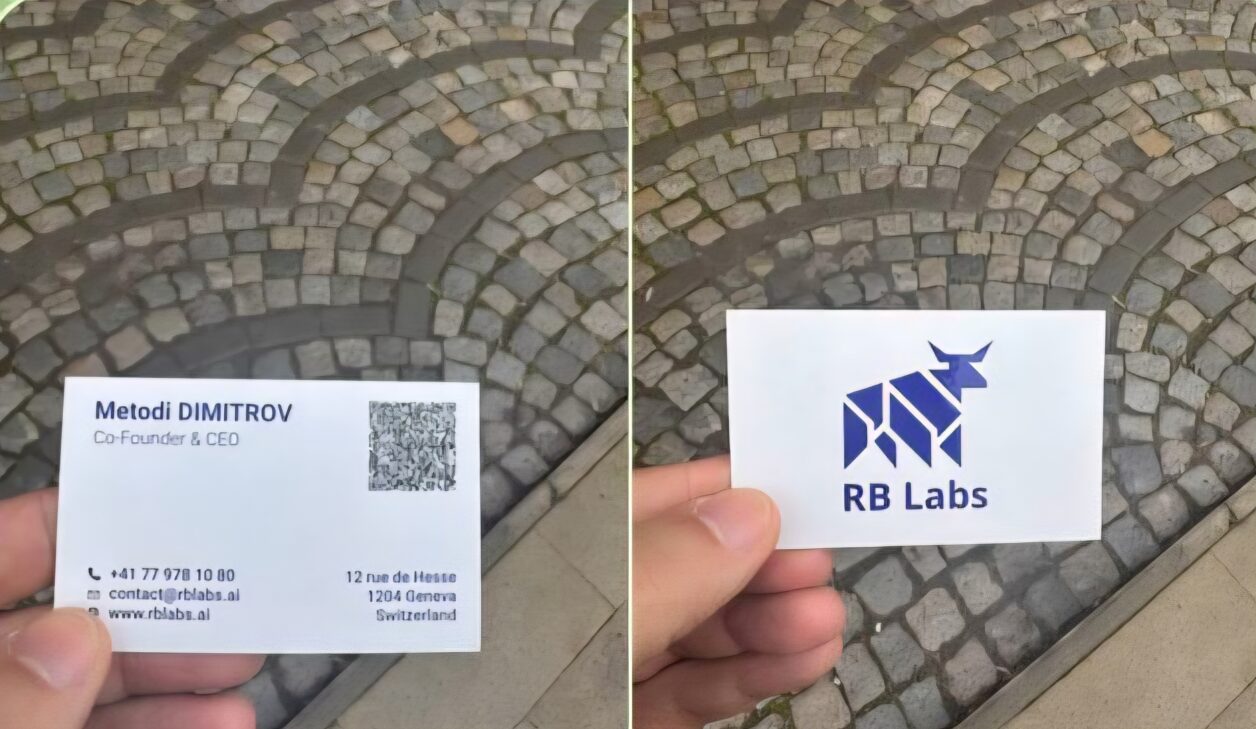 Metodi DIMITROV
Co-Founder & CEO
+41 77 978 10 80
contact@rblabs.ai
www.rblabs.ai
12 rue de Hesse
1204 Geneva
Switzerland
RB Labs